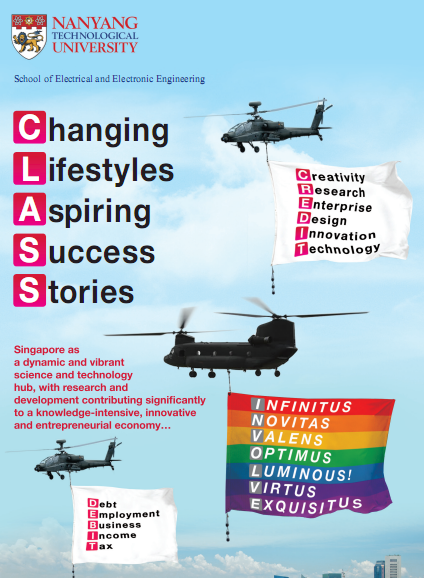 NANYANG
TECHNOLOGICAL
UNIVERSITY
School of Electrical and Electronic Engineering
Changing
Lifestyles
Aspiring
Success
Stories
Creativity
Research
Enterprise
Design
Innovation
Technology
Singapore as
a dynamic and vibrant
science and technology
hub, with research and
development contributing significantly
to a knowledge-intensive, innovative
and entrepreneurial economy...
INFINITUS
NOVITAS
VALENS
OPTIMUS
LUMINOUS!
VIRTUS
EXQUISITUS
Debt
Employment
Business
Income
Tax